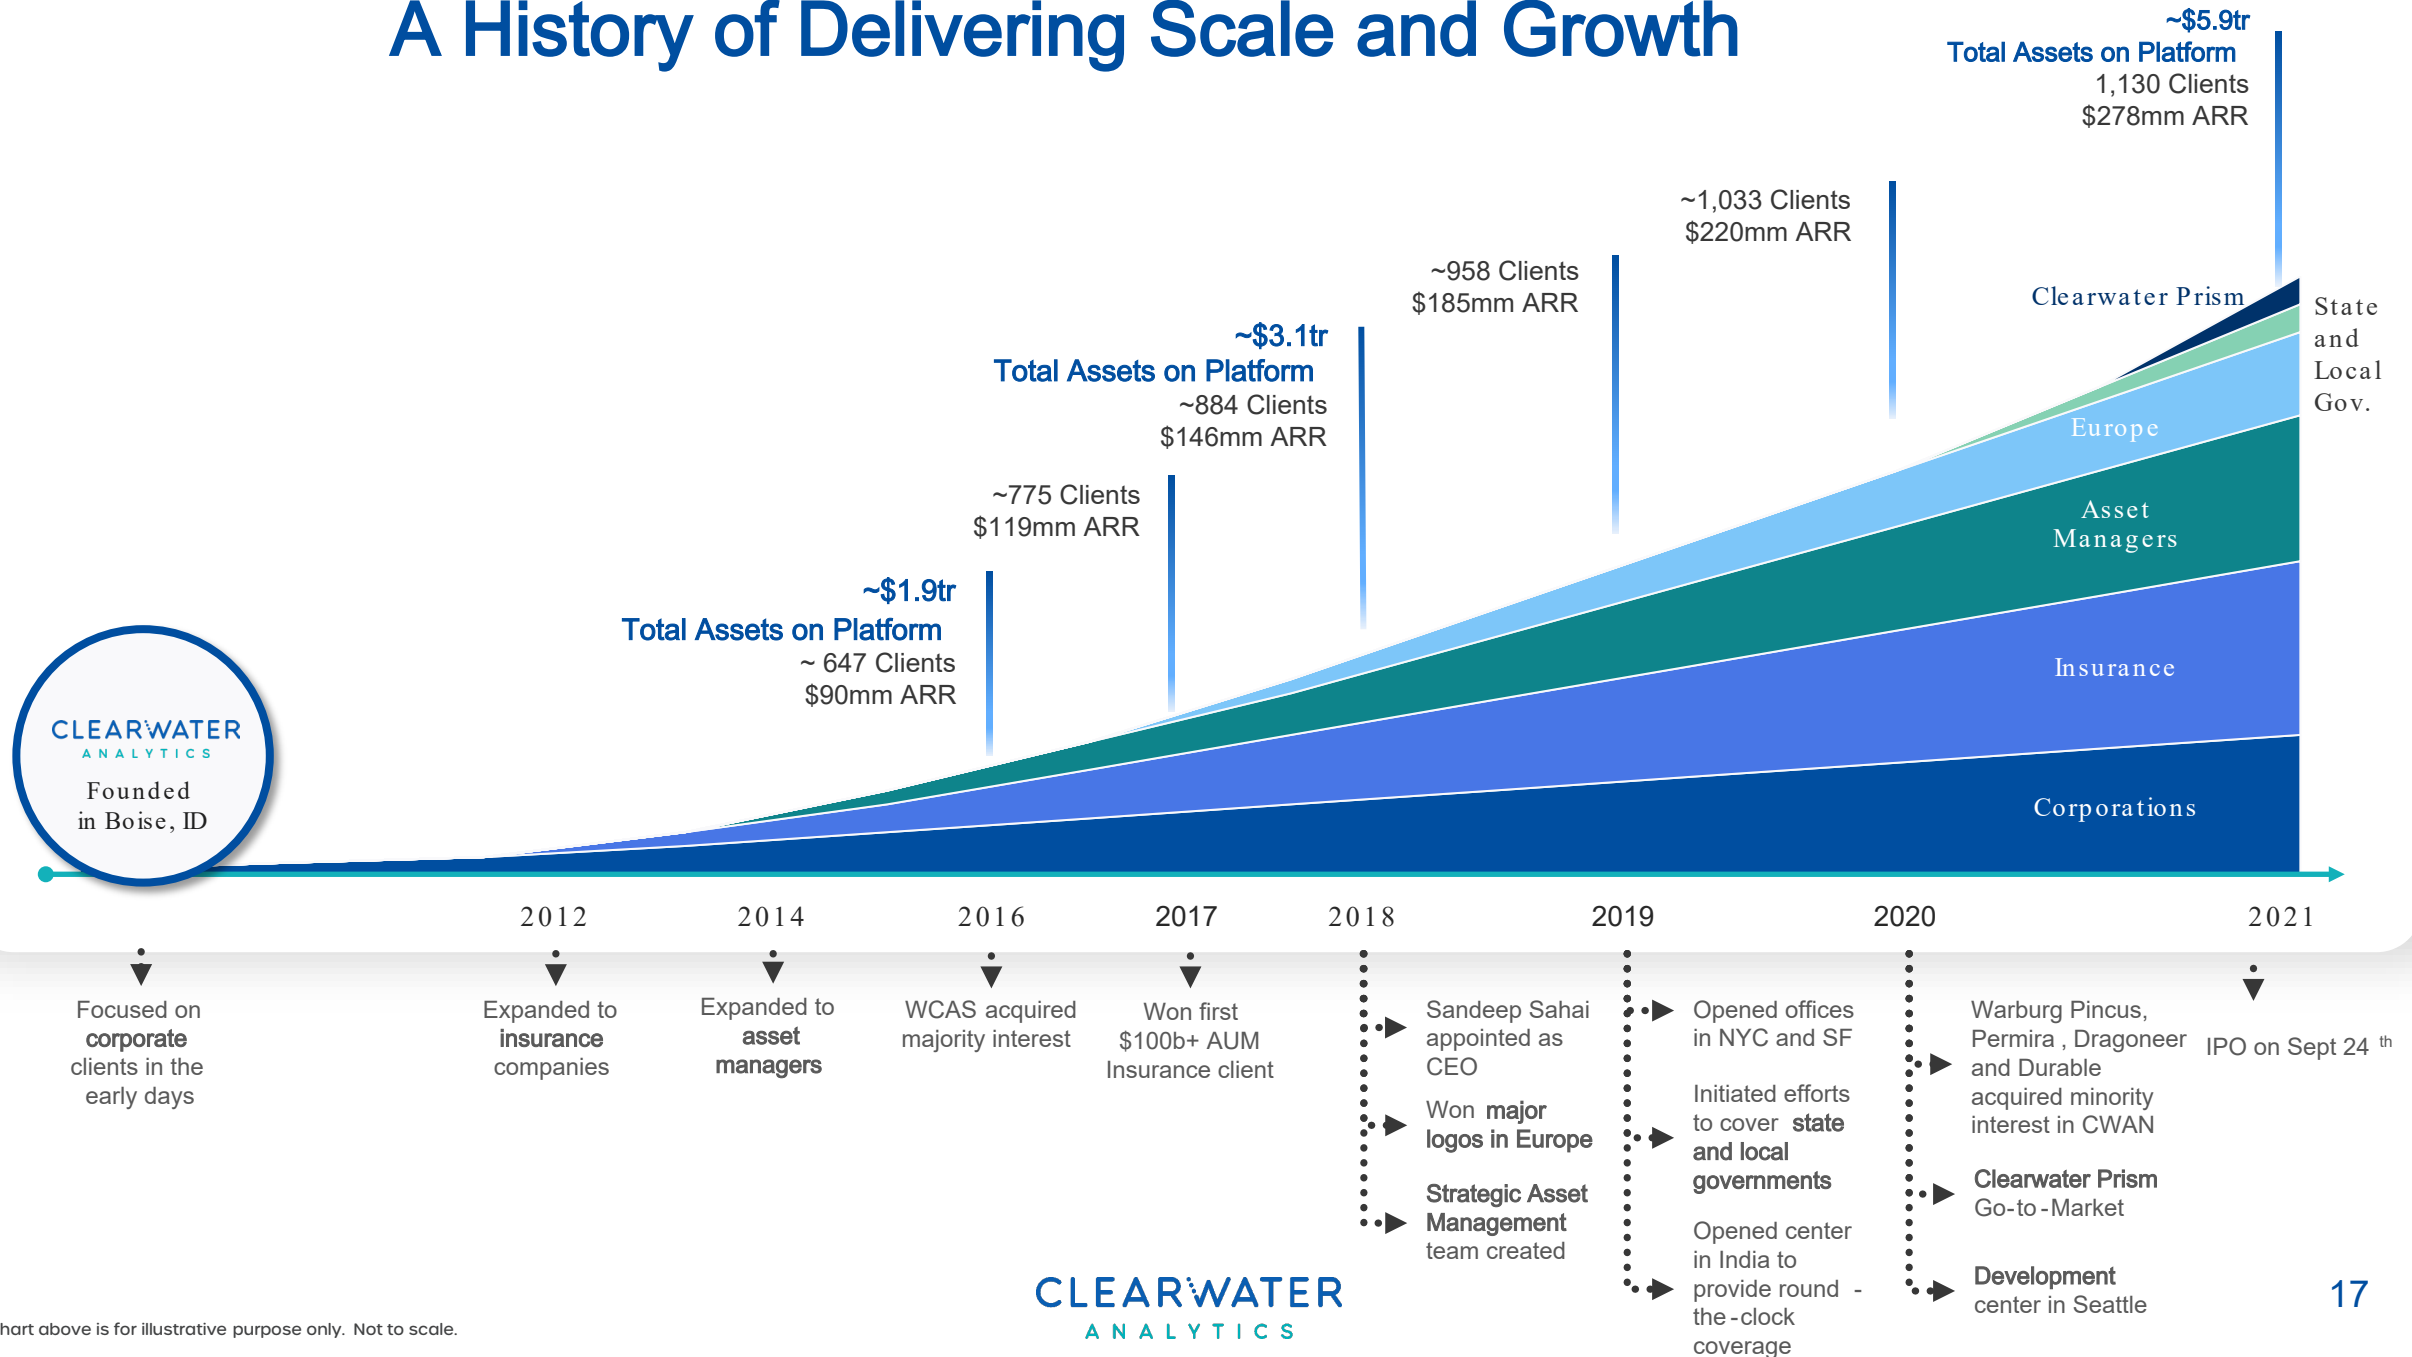 A History of Delivering Scale and Growth
~$5.9tr
Total Assets on Platform
1,130 Clients
$278mm ARR
~1,033 Clients
$220mm ARR
~958 Clients
$185mm ARR
~$3.1tr
Total Assets on Platform
~884 Clients
$146mm ARR
~775 Clients
$119mm ARR
~$1.9tr
Total Assets on Platform
~ 647 Clients
$90mm ARR
Clearwater Prism
State
and
Local
Gov.
Europe
Asset
Managers
Insurance
Corporations
CLEARWATER
ANALYTICS
Founded
in Boise, ID
2012
2014
2016
2017
2018
2019
2020
2021
Focused on
corporate
clients in the
early days
Expanded to
insurance
companies
Expanded to
asset
managers
WCAS acquired
majority interest
Won first
$100b+ AUM
Insurance client
Sandeep Sahai
appointed as
CEO
Won major
logos in Europe
Strategic Asset
Management
team created
Opened offices
in NYC and SF
Initiated efforts
to cover state
and local
governments
Opened center
in India to
provide round -
the-clock
coverage
Warburg Pincus,
Permira , Dragoneer
and Durable
acquired minority
interest in CWAN
Clearwater Prism
Go-to-Market
Development
center in Seattle
IPO on Sept 24 th
CLEARWATER
ANALYTICS
17
hart above is for illustrative purpose only. Not to scale.